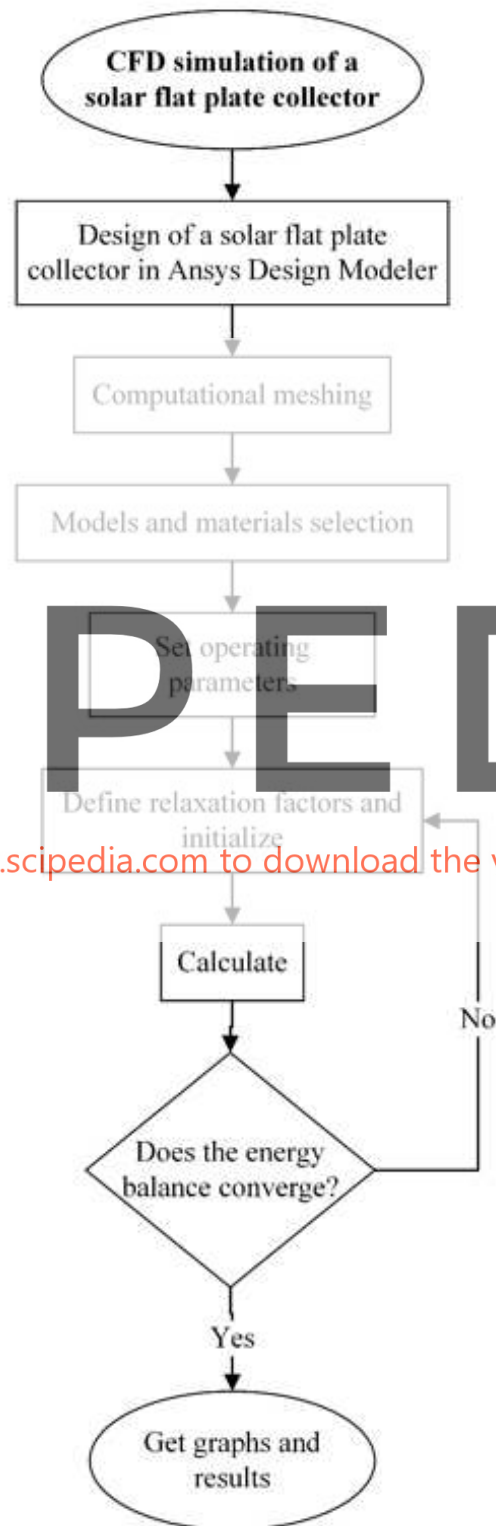 CFD simulation of a
solar flat plate collector
Design of a solar flat plate
collector in Ansys Design Modeler
Computational meshing
Models and materials selection
PED
Set operating
parameters
Define relaxation factors and
initialize
.scipedia.com to download the v
Calculate
No
Does the energy
balance converge?
Yes
Get graphs and
results